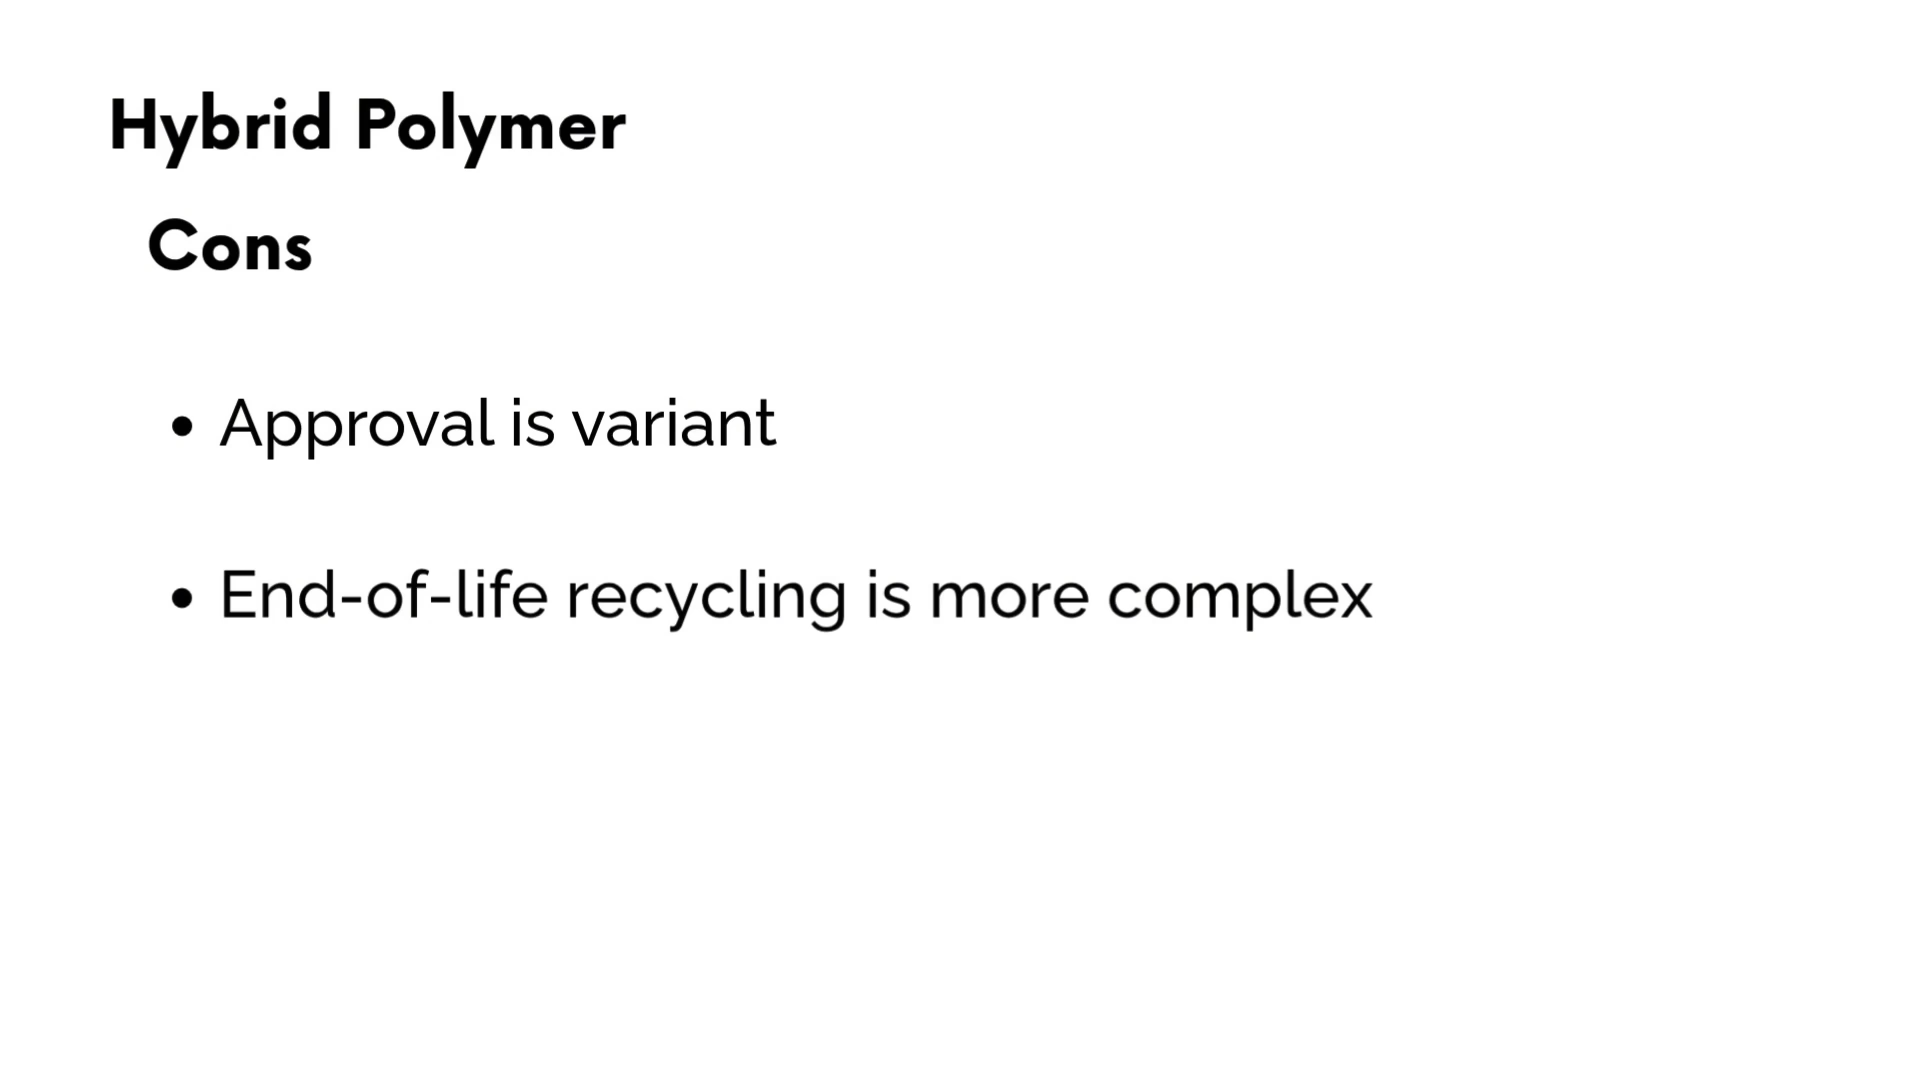 Hybrid Polymer
Cons
• Approval is variant
• End-of-life recycling is more complex